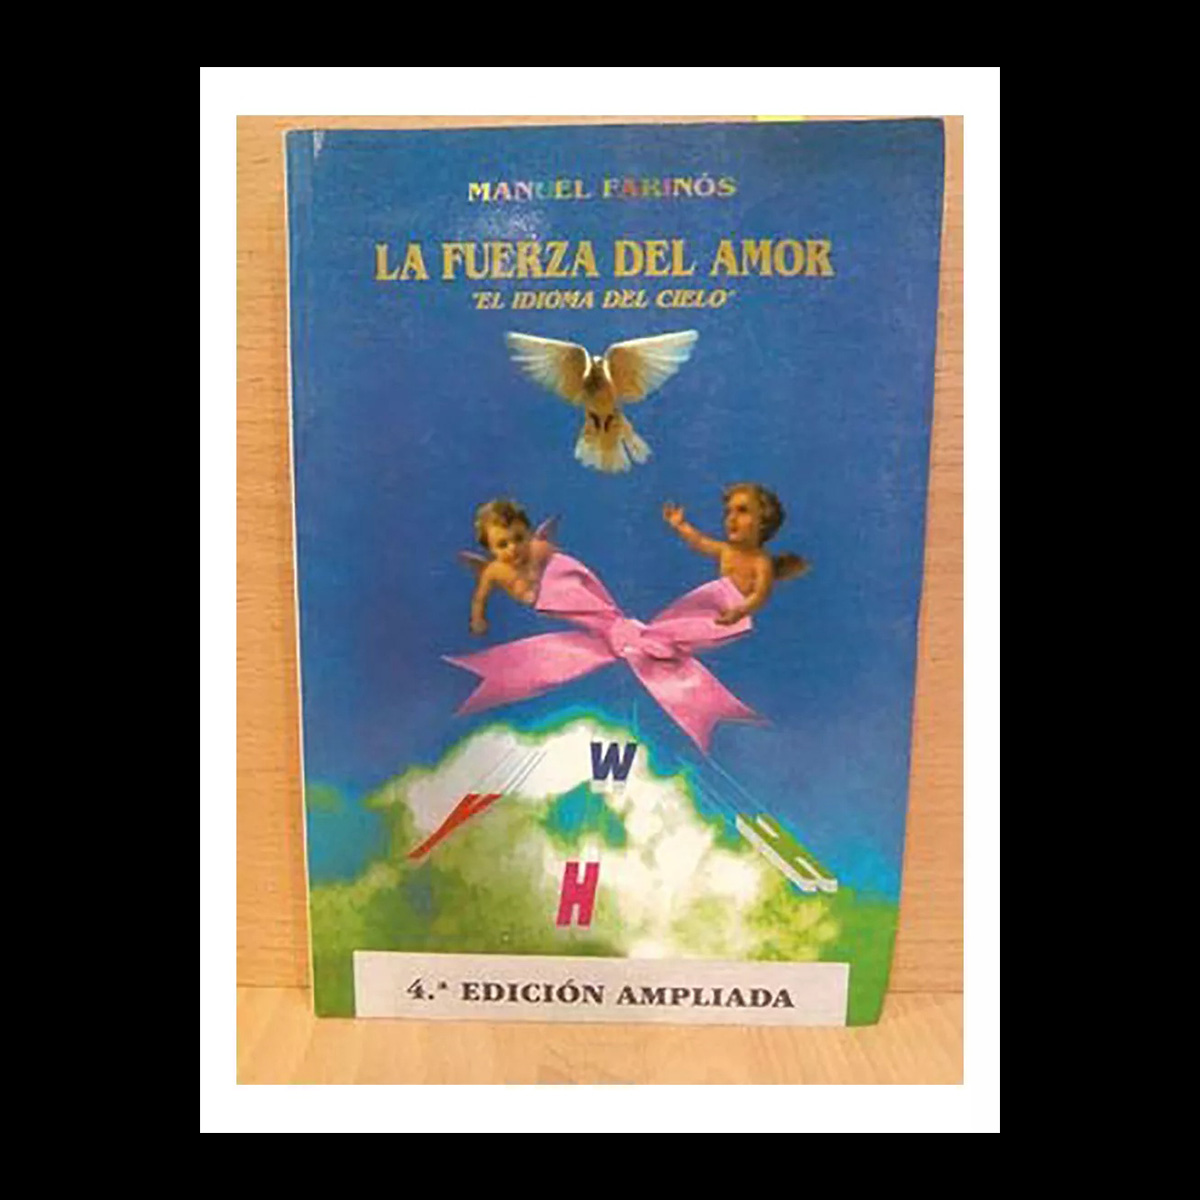 MANUEL FARINÓS
LA FUERZA DEL AMOR
"EL IDIOMA DEL CIELO"
W
Y H
H
4.ª EDICIÓN AMPLIADA